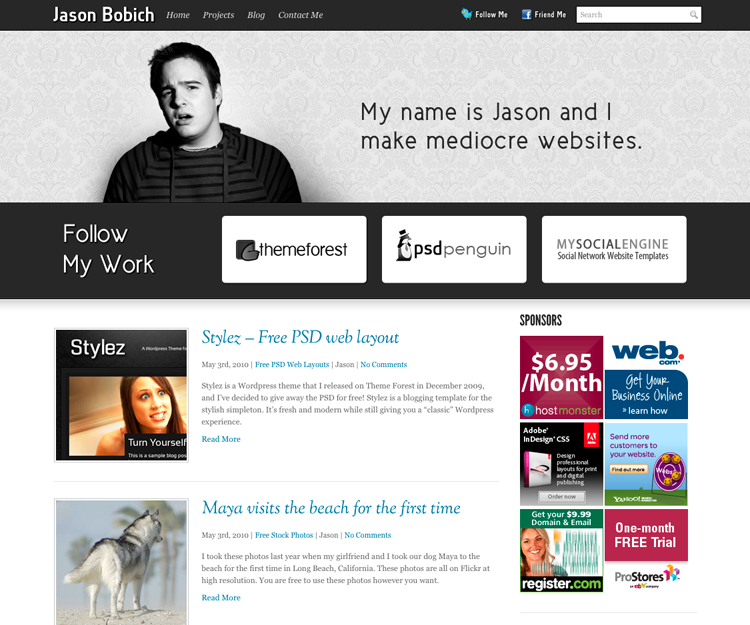 Jason Bobich
Home Projects Blog Contact Me
Follow Me Friend Me Search
My name is Jason and I
make mediocre websites.
Follow
My Work
themeforest
psdpenguin
MYSOCIALENGINE
Social Network Website Templates
Stylez
A Wordpress Theme fo
Turn Yourself
This is a sample blog pos
Stylez – Free PSD web layout
May 3rd, 2010 | Free PSD Web Layouts | Jason | No Comments
Stylez is a Wordpress theme that I released on Theme Forest in December 2009,
and I've decided to give away the PSD for free! Stylez is a blogging template for the
stylish simpleton. It's fresh and modern while still giving you a “classic” Wordpress
experience.
Read More
Maya visits the beach for the first time
May 3rd, 2010 | Free Stock Photos | Jason | No Comments
I took these photos last year when my girlfriend and I took our dog Maya to the
beach for the first time in Long Beach, California. These photos are all on Flickr at
high resolution. You are free to use these photos however you want.
Read More
SPONSORS
$6.95
/Month
hostmonster
web.
com
Get Your
Business Online
» learn how
Adobe®
InDesign® CS5
Adobe
Design
professional
layouts for print
and digital
publishing
Order now
Send more
customers to
your website.
Find out more
YAHOO!
Get your $9.99
Domain & Email
register.com
One-month
FREE Trial
ProStores
an ebay company